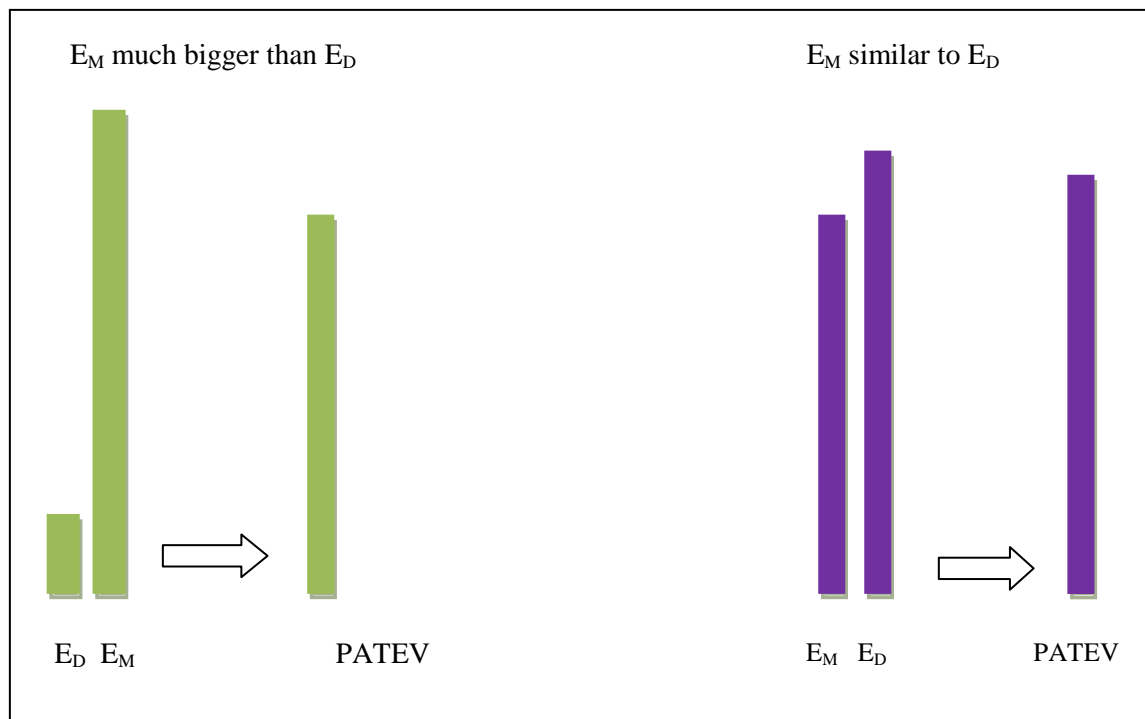 E_M much bigger than E_D
E_M similar to E_D
E_D E_M
PATEV
E_M E_D
PATEV